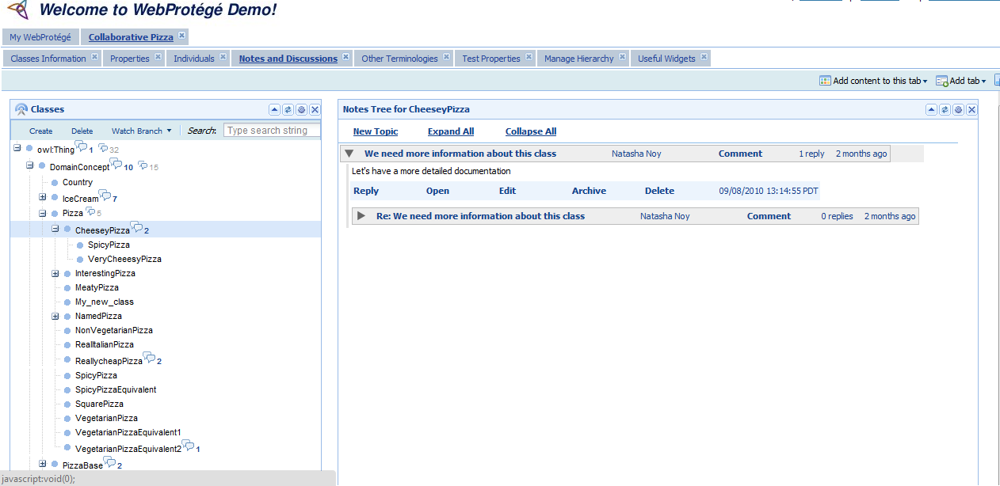 Welcome to WebProtégé Demo!
My WebProtégé Collaborative Pizza
Classes Information Properties Individuals Notes and Discussions Other Terminologies Test Properties Manage Hierarchy Useful Widgets
Add content to this tab Add tab
Classes
Create Delete Watch Branch Search: Type search string
owl:Thing 1 32
DomainConcept 10 15
Country
IceCream 7
Pizza 5
CheeseyPizza 2
SpicyPizza
VeryCheeesyPizza
InterestingPizza
MeatyPizza
My_new_class
NamedPizza
NonVegetarianPizza
RealItalianPizza
ReallycheapPizza 2
SpicyPizza
SpicyPizzaEquivalent
SquarePizza
VegetarianPizza
VegetarianPizzaEquivalent1
VegetarianPizzaEquivalent2 1
PizzaBase 2
javascript:void(0);
Notes Tree for CheeseyPizza
New Topic Expand All Collapse All
We need more information about this class Natasha Noy Comment 1 reply 2 months ago
Let's have a more detailed documentation
Reply Open Edit Archive Delete 09/08/2010 13:14:55 PDT
Re: We need more information about this class Natasha Noy Comment 0 replies 2 months ago